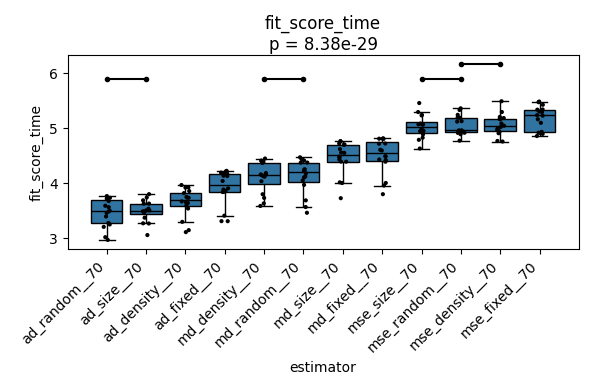 fit_score_time
p = 8.38e-29
6
5
4
3
fit_score_time
ad_random__70
ad_size__70
ad_density__70
ad_fixed__70
md_density__70
md_random__70
md_size__70
md_fixed__70
mse_size__70
mse_random__70
mse_density__70
mse_fixed__70
estimator